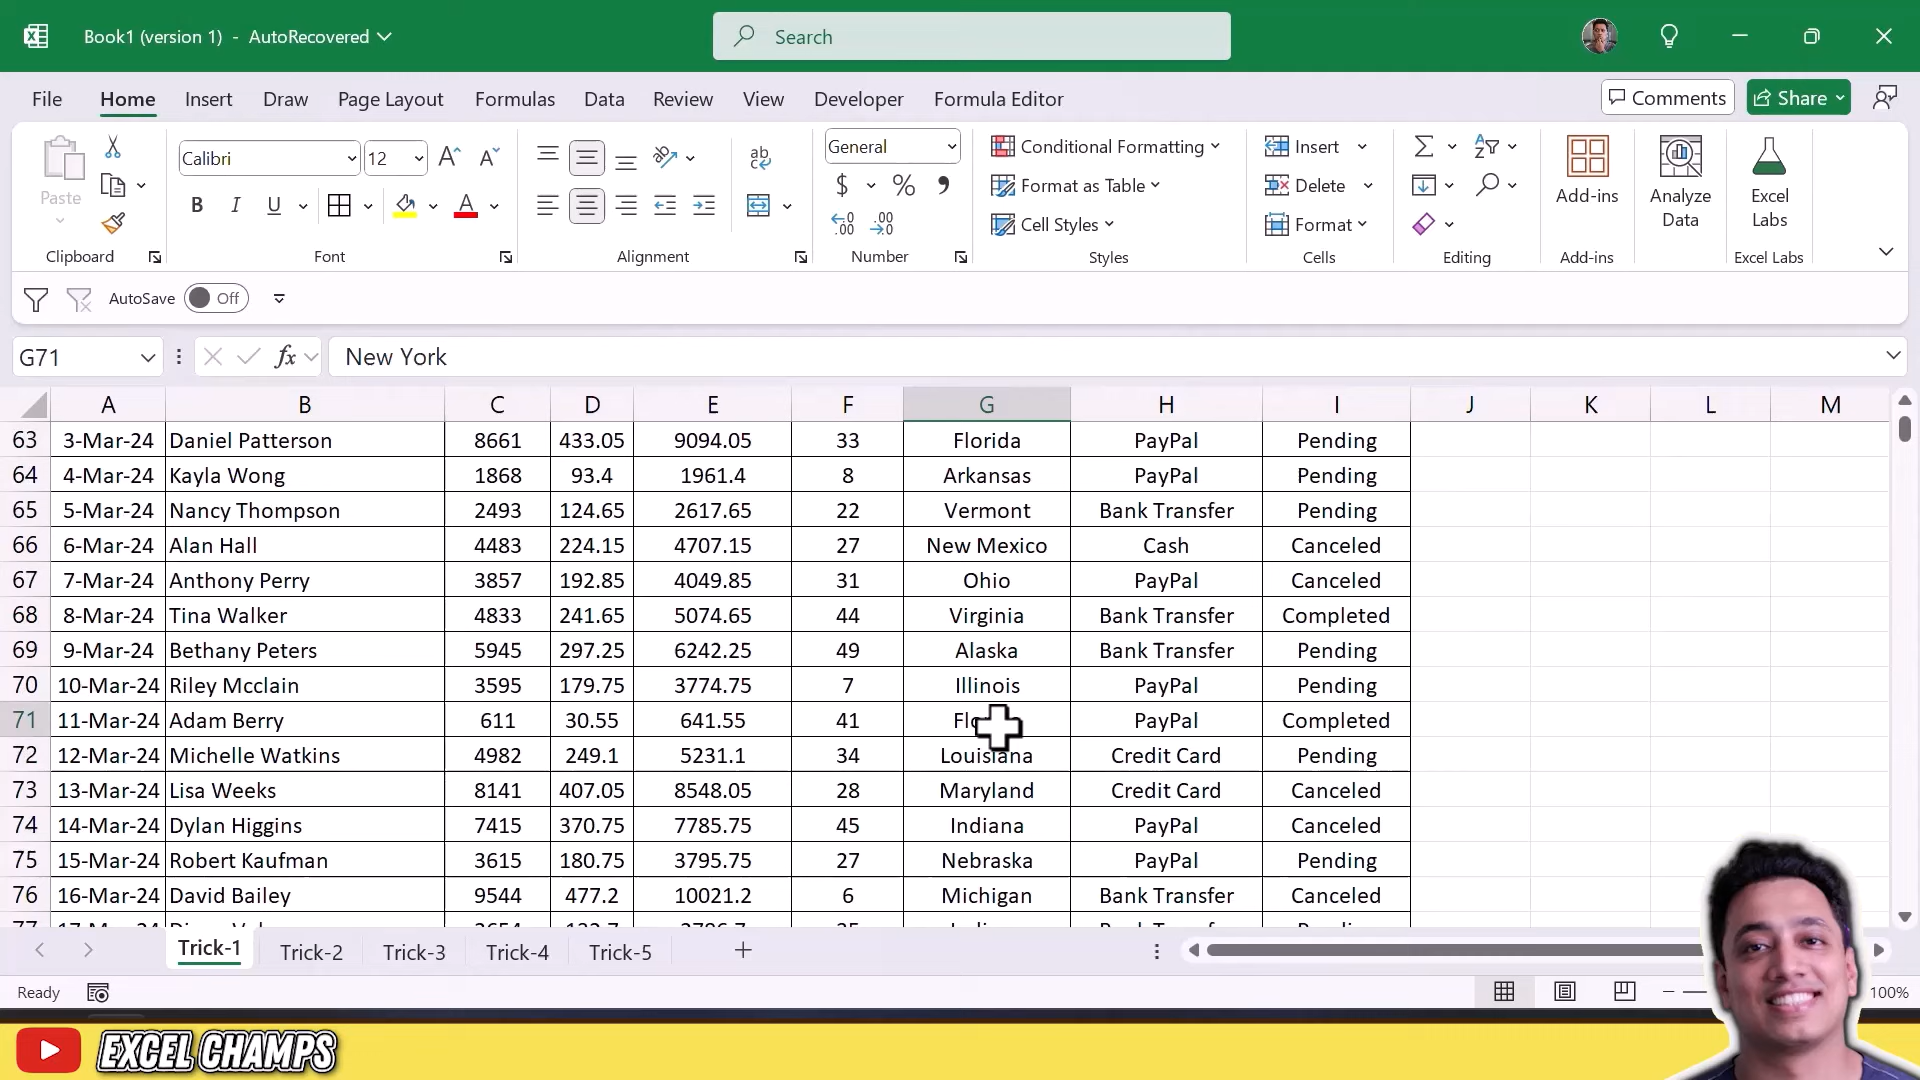 Book1 (version 1) - AutoRecovered
Search
File Home Insert Draw Page Layout Formulas Data Review View Developer Formula Editor Comments Share
Paste
Calibri 12
General
Conditional Formatting
Format as Table
Cell Styles
Insert
Delete
Format
Add-ins
Analyze Data
Excel Labs
Clipboard Font Alignment Number Styles Cells Editing Add-ins Excel Labs
AutoSave Off
G71 fx New York
A B C D E F G H I J K L M
63 3-Mar-24 Daniel Patterson 8661 433.05 9094.05 33 Florida PayPal Pending
64 4-Mar-24 Kayla Wong 1868 93.4 1961.4 8 Arkansas PayPal Pending
65 5-Mar-24 Nancy Thompson 2493 124.65 2617.65 22 Vermont Bank Transfer Pending
66 6-Mar-24 Alan Hall 4483 224.15 4707.15 27 New Mexico Cash Canceled
67 7-Mar-24 Anthony Perry 3857 192.85 4049.85 31 Ohio PayPal Canceled
68 8-Mar-24 Tina Walker 4833 241.65 5074.65 44 Virginia Bank Transfer Completed
69 9-Mar-24 Bethany Peters 5945 297.25 6242.25 49 Alaska Bank Transfer Pending
70 10-Mar-24 Riley Mcclain 3595 179.75 3774.75 7 Illinois PayPal Pending
71 11-Mar-24 Adam Berry 611 30.55 641.55 41 PayPal Completed
72 12-Mar-24 Michelle Watkins 4982 249.1 5231.1 34 Louisiana Credit Card Pending
73 13-Mar-24 Lisa Weeks 8141 407.05 8548.05 28 Maryland Credit Card Canceled
74 14-Mar-24 Dylan Higgins 7415 370.75 7785.75 45 Indiana PayPal Canceled
75 15-Mar-24 Robert Kaufman 3615 180.75 3795.75 27 Nebraska PayPal Pending
76 16-Mar-24 David Bailey 9544 477.2 10021.2 6 Michigan Bank Transfer Canceled
Trick-1 Trick-2 Trick-3 Trick-4 Trick-5
Ready 100%
EXCEL CHAMPS